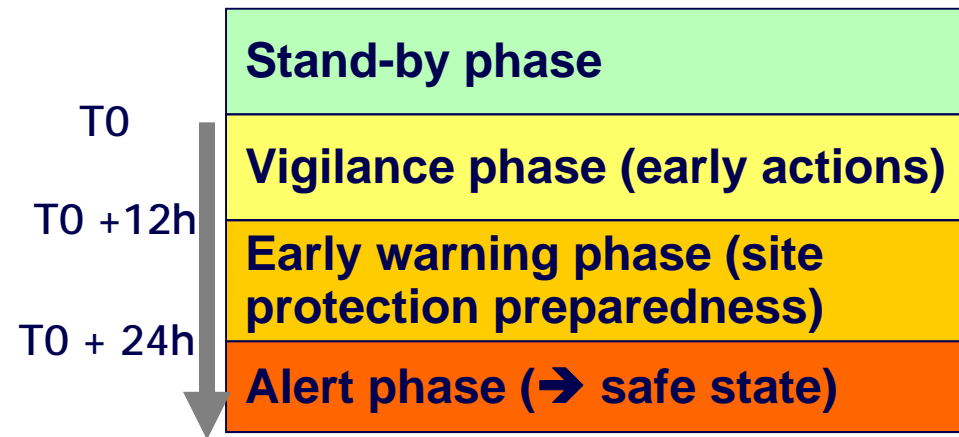 Stand-by phase
T0
Vigilance phase (early actions)
T0 +12h
Early warning phase (site
protection preparedness)
T0 + 24h
Alert phase (➔ safe state)